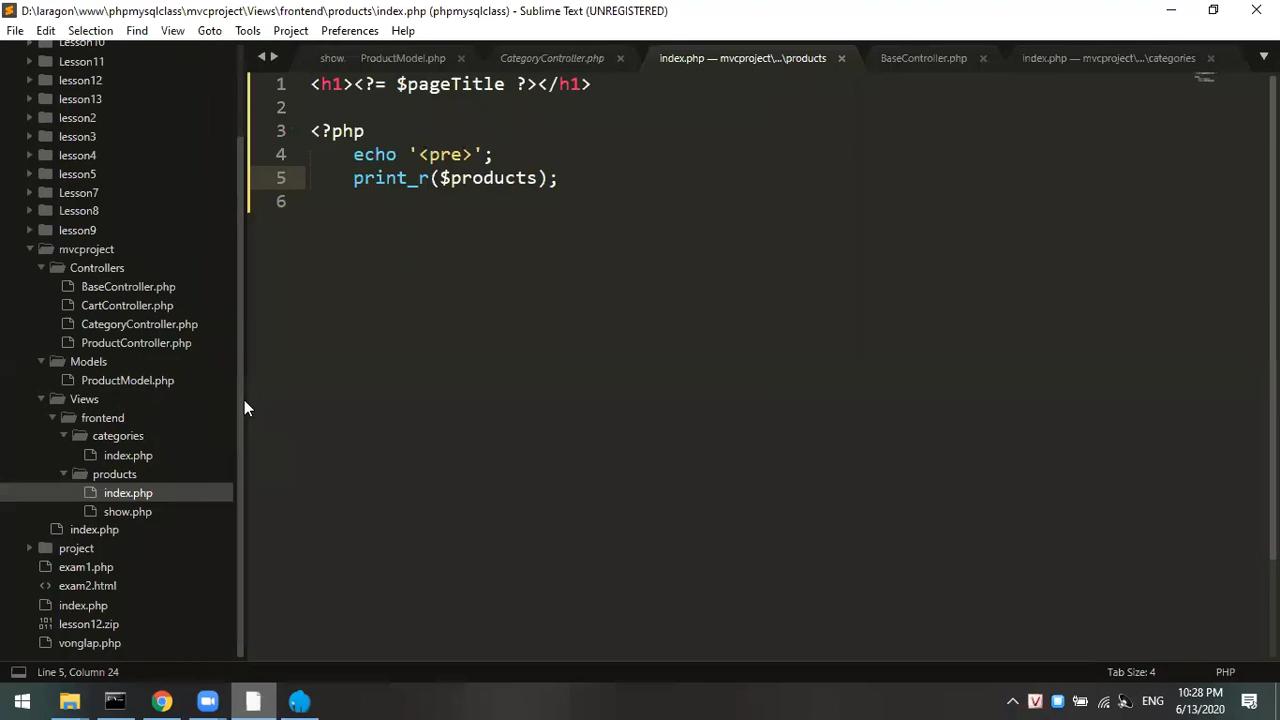 D:\laragon\www\phpmysqlclass\mvcproject\Views\frontend\products\index.php (phpmysqlclass) - Sublime Text (UNREGISTERED)
File Edit Selection Find View Goto Tools Project Preferences Help
show. ProductModel.php CategoryController.php index.php — mvcproject\...\products BaseController.php index.php — mvcproject\...\categories
Lesson10
Lesson11
lesson12
lesson13
lesson2
lesson3
lesson4
lesson5
Lesson7
Lesson8
lesson9
mvcproject
Controllers
BaseController.php
CartController.php
CategoryController.php
ProductController.php
Models
ProductModel.php
Views
frontend
categories
index.php
products
index.php
show.php
index.php
project
exam1.php
exam2.html
index.php
lesson12.zip
vonglap.php
1 <h1><?= $pageTitle ?></h1>
2
3 <?php
4 echo '<pre>';
5 print_r($products);
6
Line 5, Column 24 Tab Size: 4 PHP
ENG
10:28 PM
6/13/2020